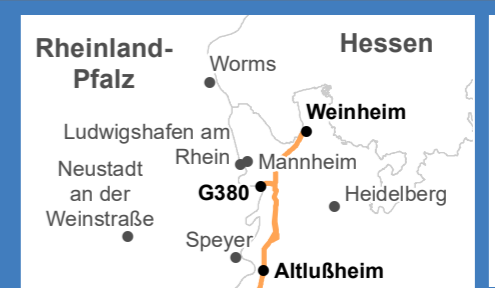 Rheinland-
Pfalz
Hessen
Worms
Weinheim
Ludwigshafen am
Rhein
Mannheim
Neustadt
an der
Weinstraße
G380
Heidelberg
Speyer
Altlußheim